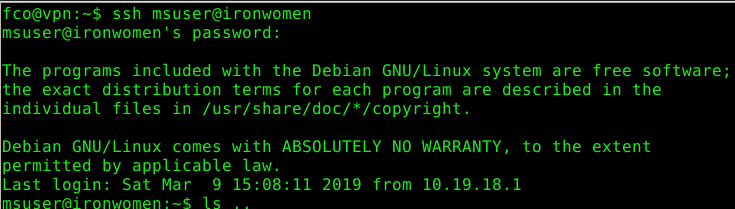 fco@vpn:~$ ssh msuser@ironwomen
msuser@ironwomen's password:
The programs included with the Debian GNU/Linux system are free software;
the exact distribution terms for each program are described in the
individual files in /usr/share/doc/*/copyright.
Debian GNU/Linux comes with ABSOLUTELY NO WARRANTY, to the extent
permitted by applicable law.
Last login: Sat Mar  9 15:08:11 2019 from 10.19.18.1
msuser@ironwomen:~$ ls ..